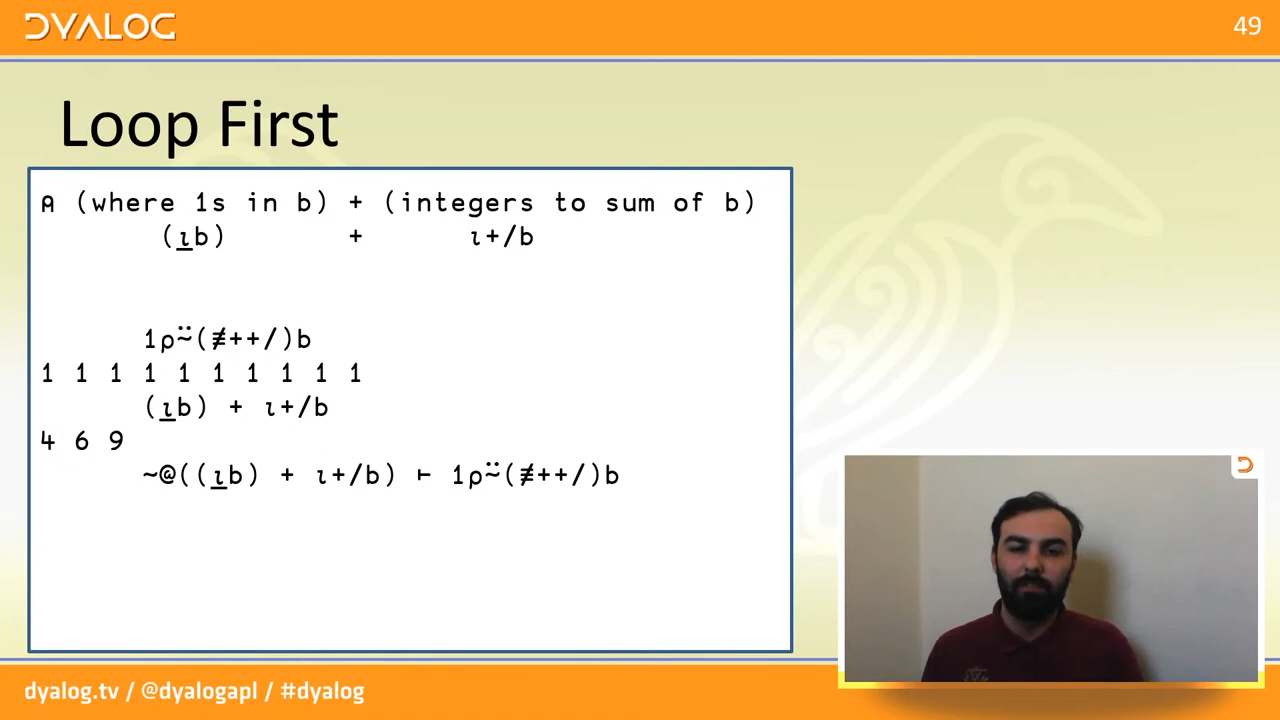 DYALOG
49
Loop First
⍝ (where 1s in b) + (integers to sum of b)
(⍸b) + ⍳+/b
1⍴⍨(≢++/)b
1 1 1 1 1 1 1 1 1 1
(⍸b) + ⍳+/b
4 6 9
~@((⍸b) + ⍳+/b) ⊢ 1⍴⍨(≢++/)b
dyalog.tv / @dyalogapl / #dyalog